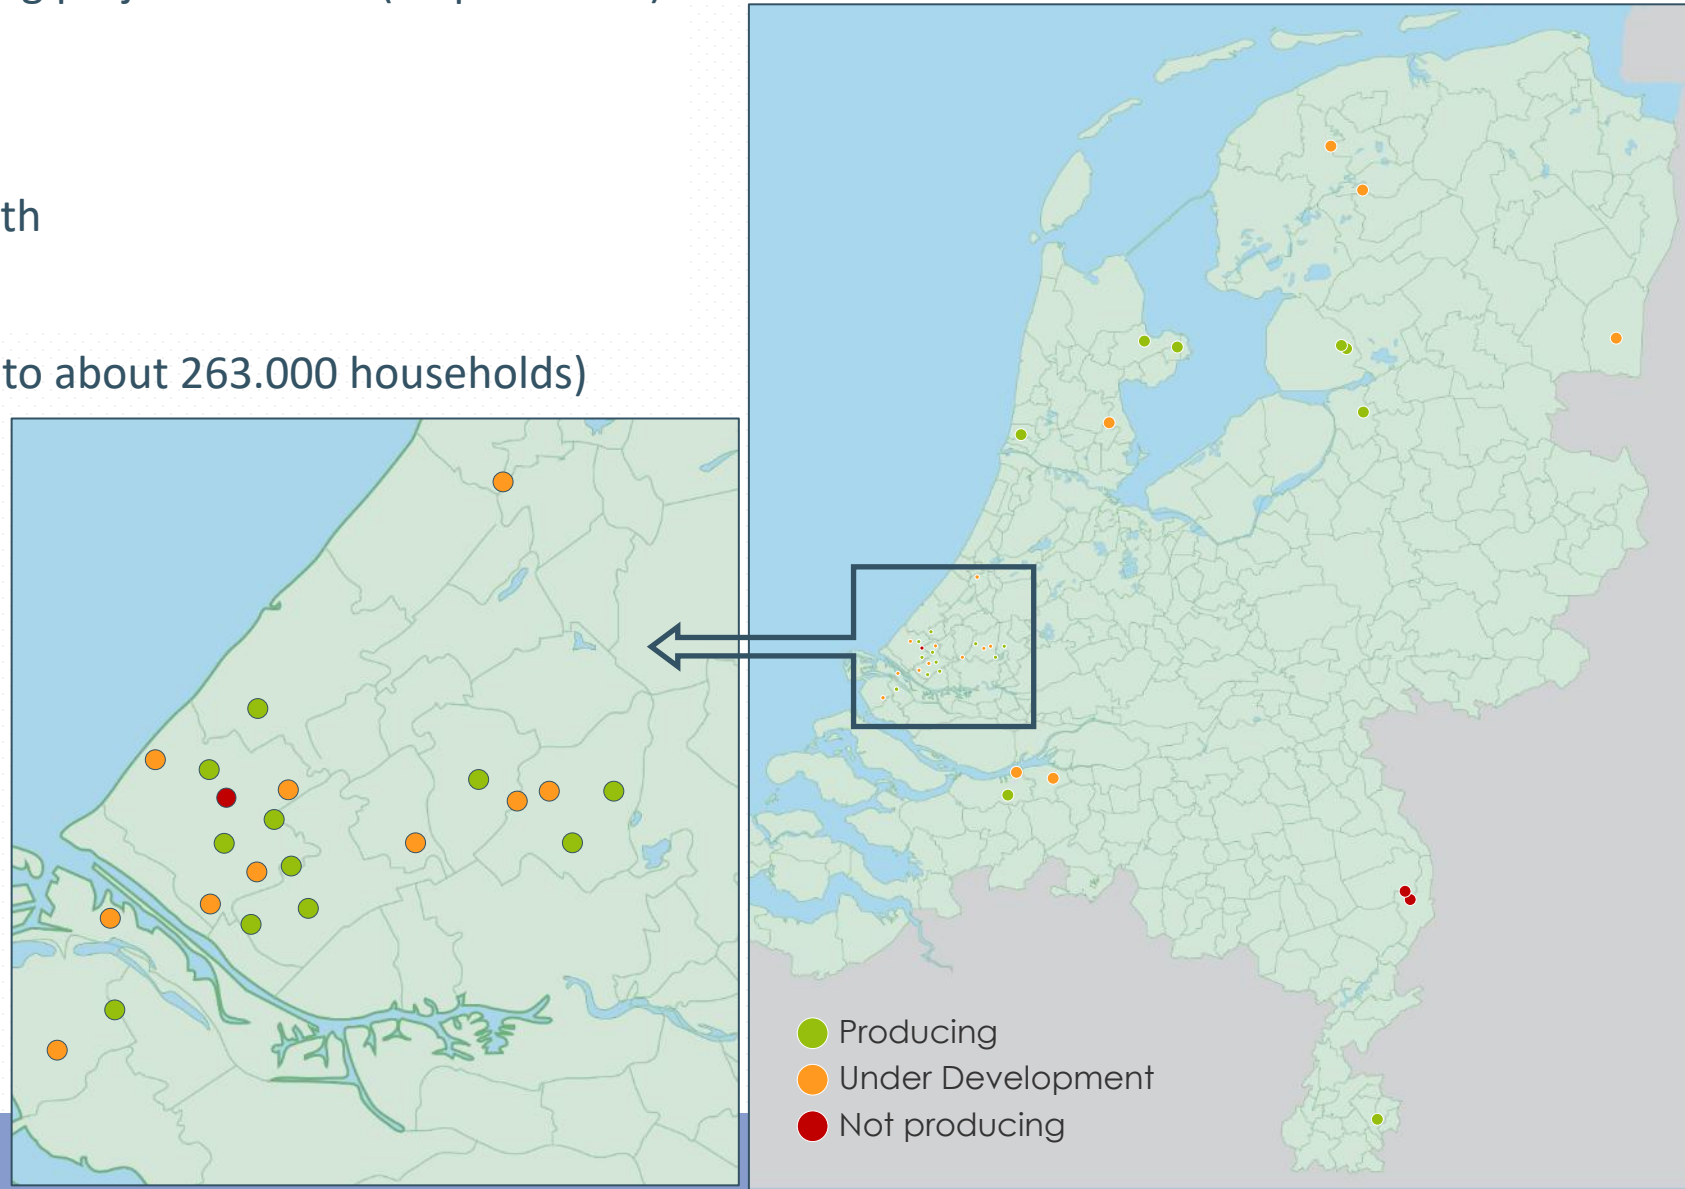 th
to about 263.000 households)
Producing
Under Development
Not producing